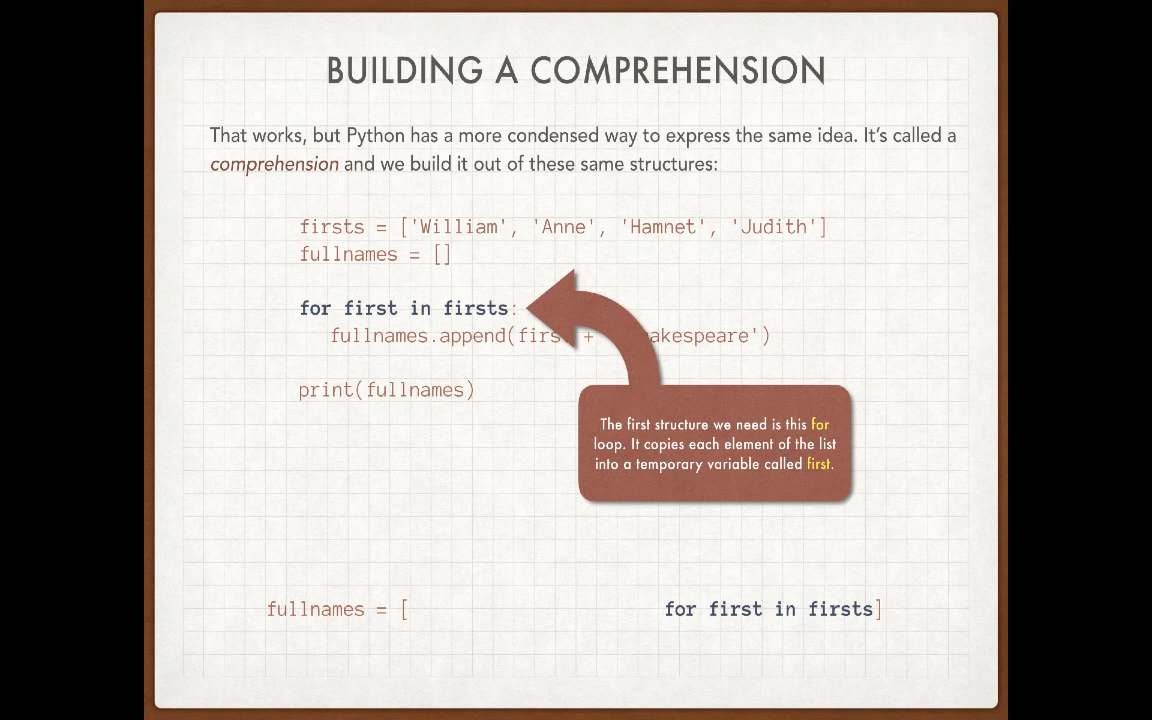 BUILDING A COMPREHENSION
That works, but Python has a more condensed way to express the same idea. It’s called a
comprehension and we build it out of these same structures:
firsts = ['William', 'Anne', 'Hamnet', 'Judith']
fullnames = []
for first in firsts:
fullnames.append(first + akespeare')
print(fullnames)
The first structure we need is this for
loop. It copies each element of the list
into a temporary variable called first.
fullnames = [ for first in firsts]